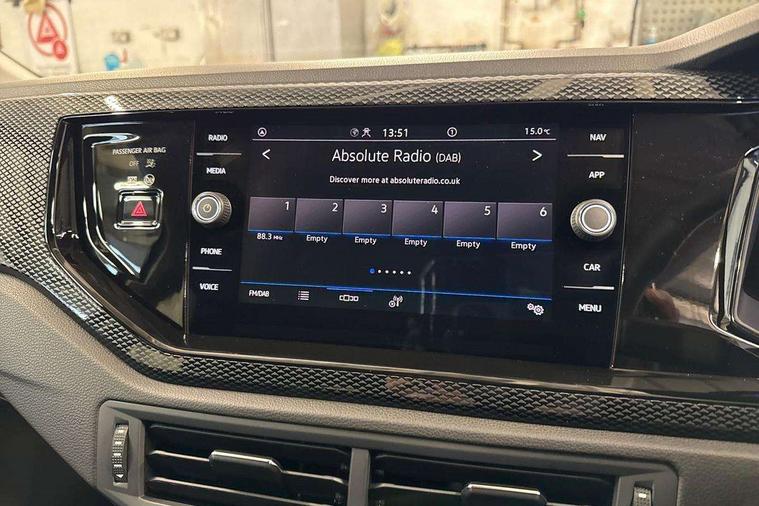 PASSENGER AIR BAG
OFF
RADIO
MEDIA
PHONE
VOICE
13:51
15.0°C
< Absolute Radio (DAB) >
Discover more at absoluteradio.co.uk
1 2 3 4 5 6
88.3 MHz Empty Empty Empty Empty Empty
FM/DAB
NAV
APP
CAR
MENU